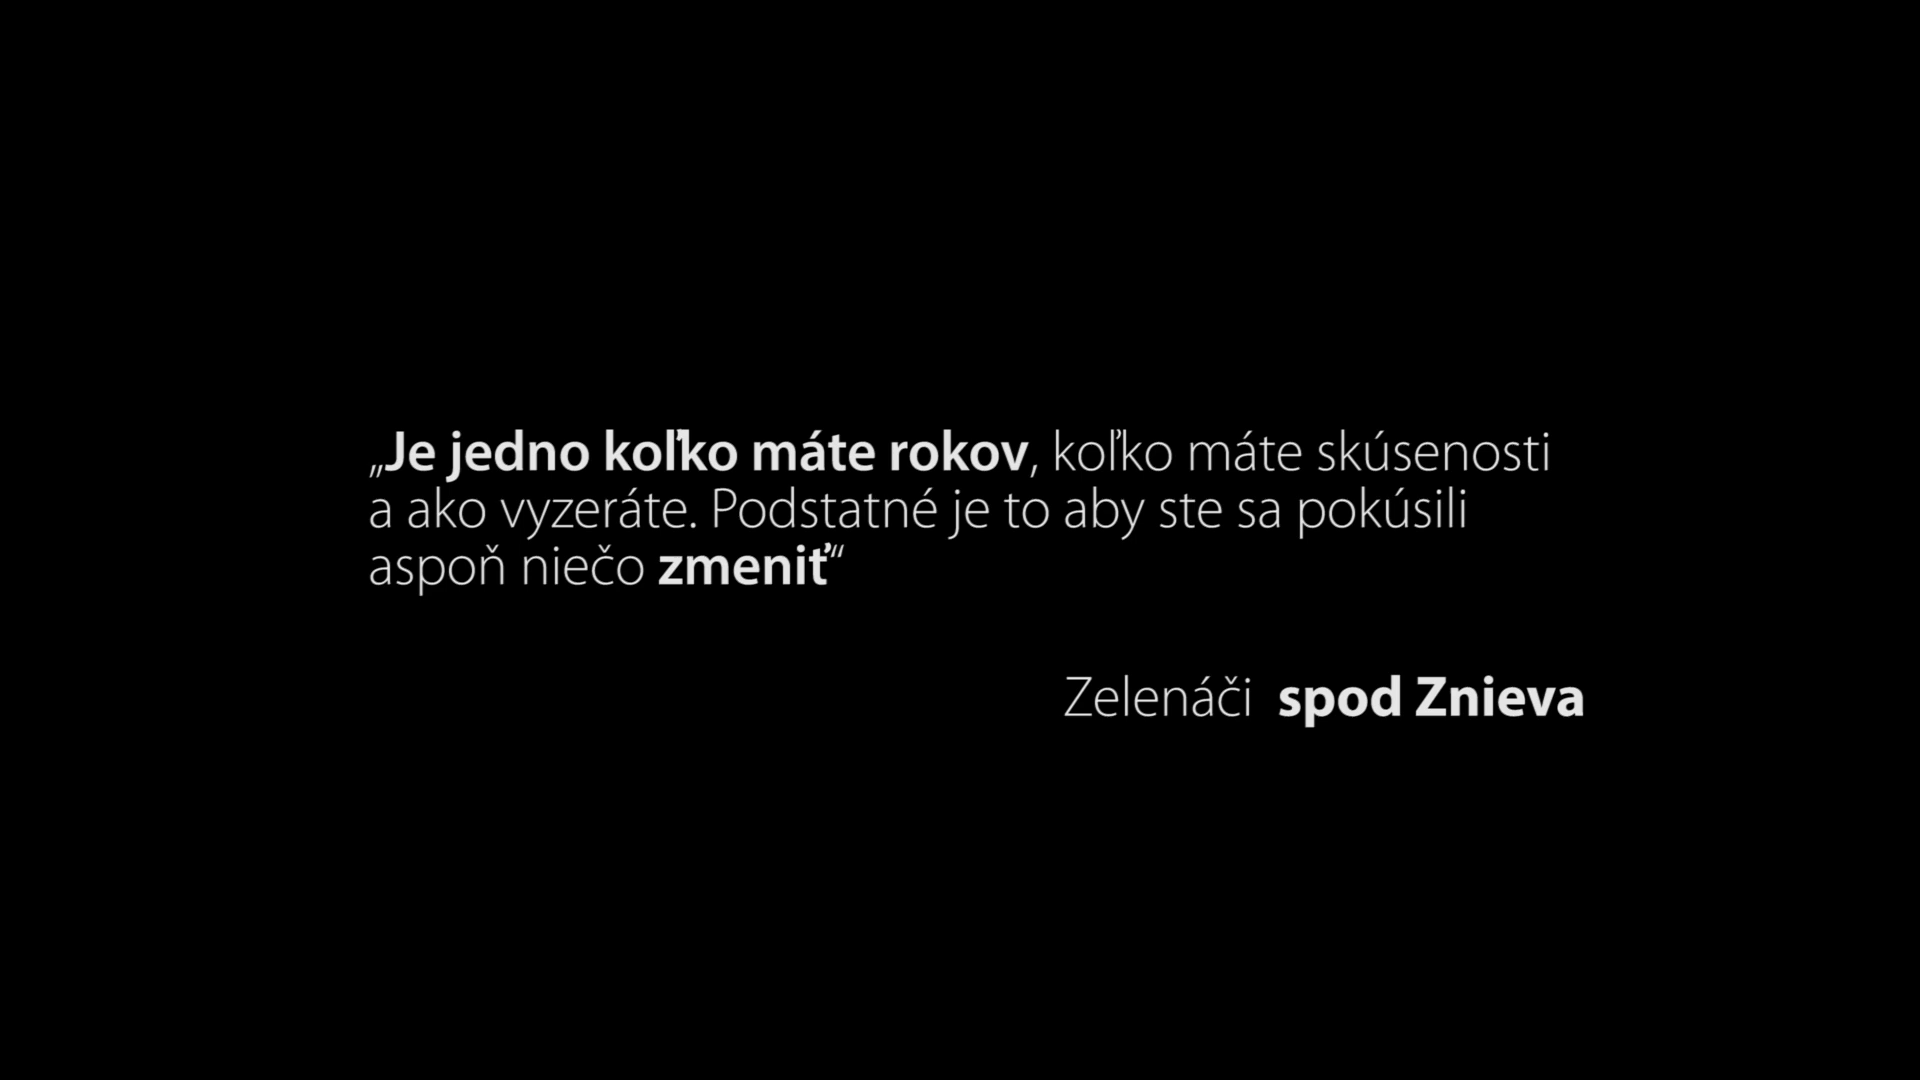 „Je jedno koľko máte rokov, koľko máte skúsenosti
a ako vyzeráte. Podstatné je to aby ste sa pokúsili
aspoň niečo zmeniť“
Zelenáči spod Znieva